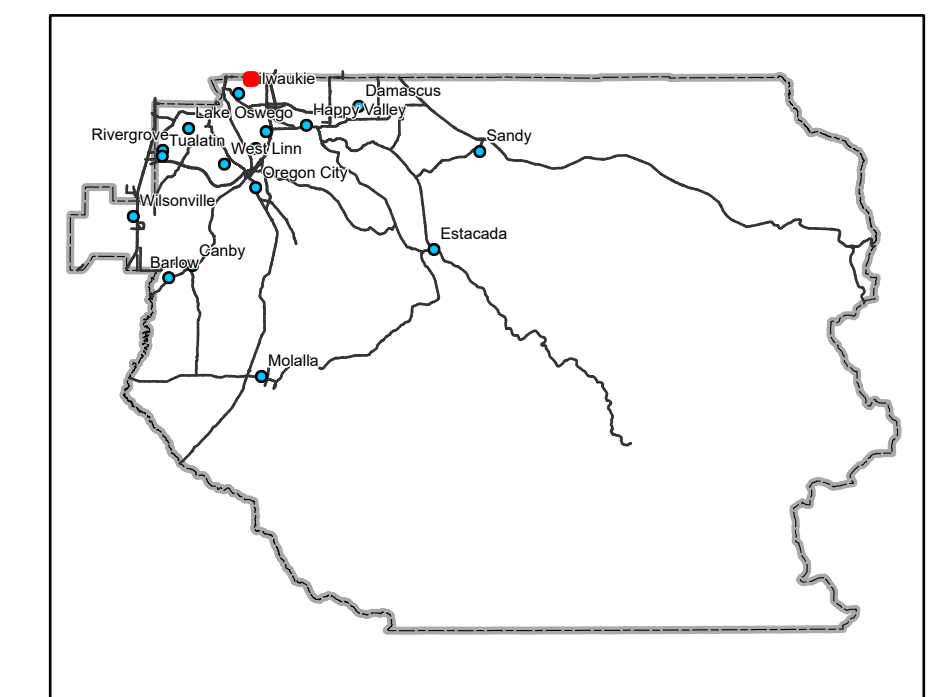 ilwaukie
Damascus
Lake Oswego
Happy Valley
Rivergrove
Tualatin
West Linn
Sandy
Oregon City
Wilsonville
Estacada
Canby
Barlow
Molalla